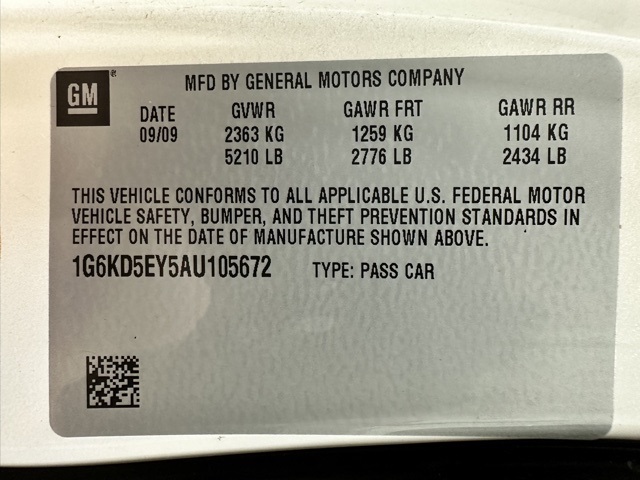 GM®
MFD BY GENERAL MOTORS COMPANY
DATE GVWR GAWR FRT GAWR RR
09/09 2363 KG 1259 KG 1104 KG
5210 LB 2776 LB 2434 LB
THIS VEHICLE CONFORMS TO ALL APPLICABLE U.S. FEDERAL MOTOR
VEHICLE SAFETY, BUMPER, AND THEFT PREVENTION STANDARDS IN
EFFECT ON THE DATE OF MANUFACTURE SHOWN ABOVE.
1G6KD5EY5AU105672 TYPE: PASS CAR